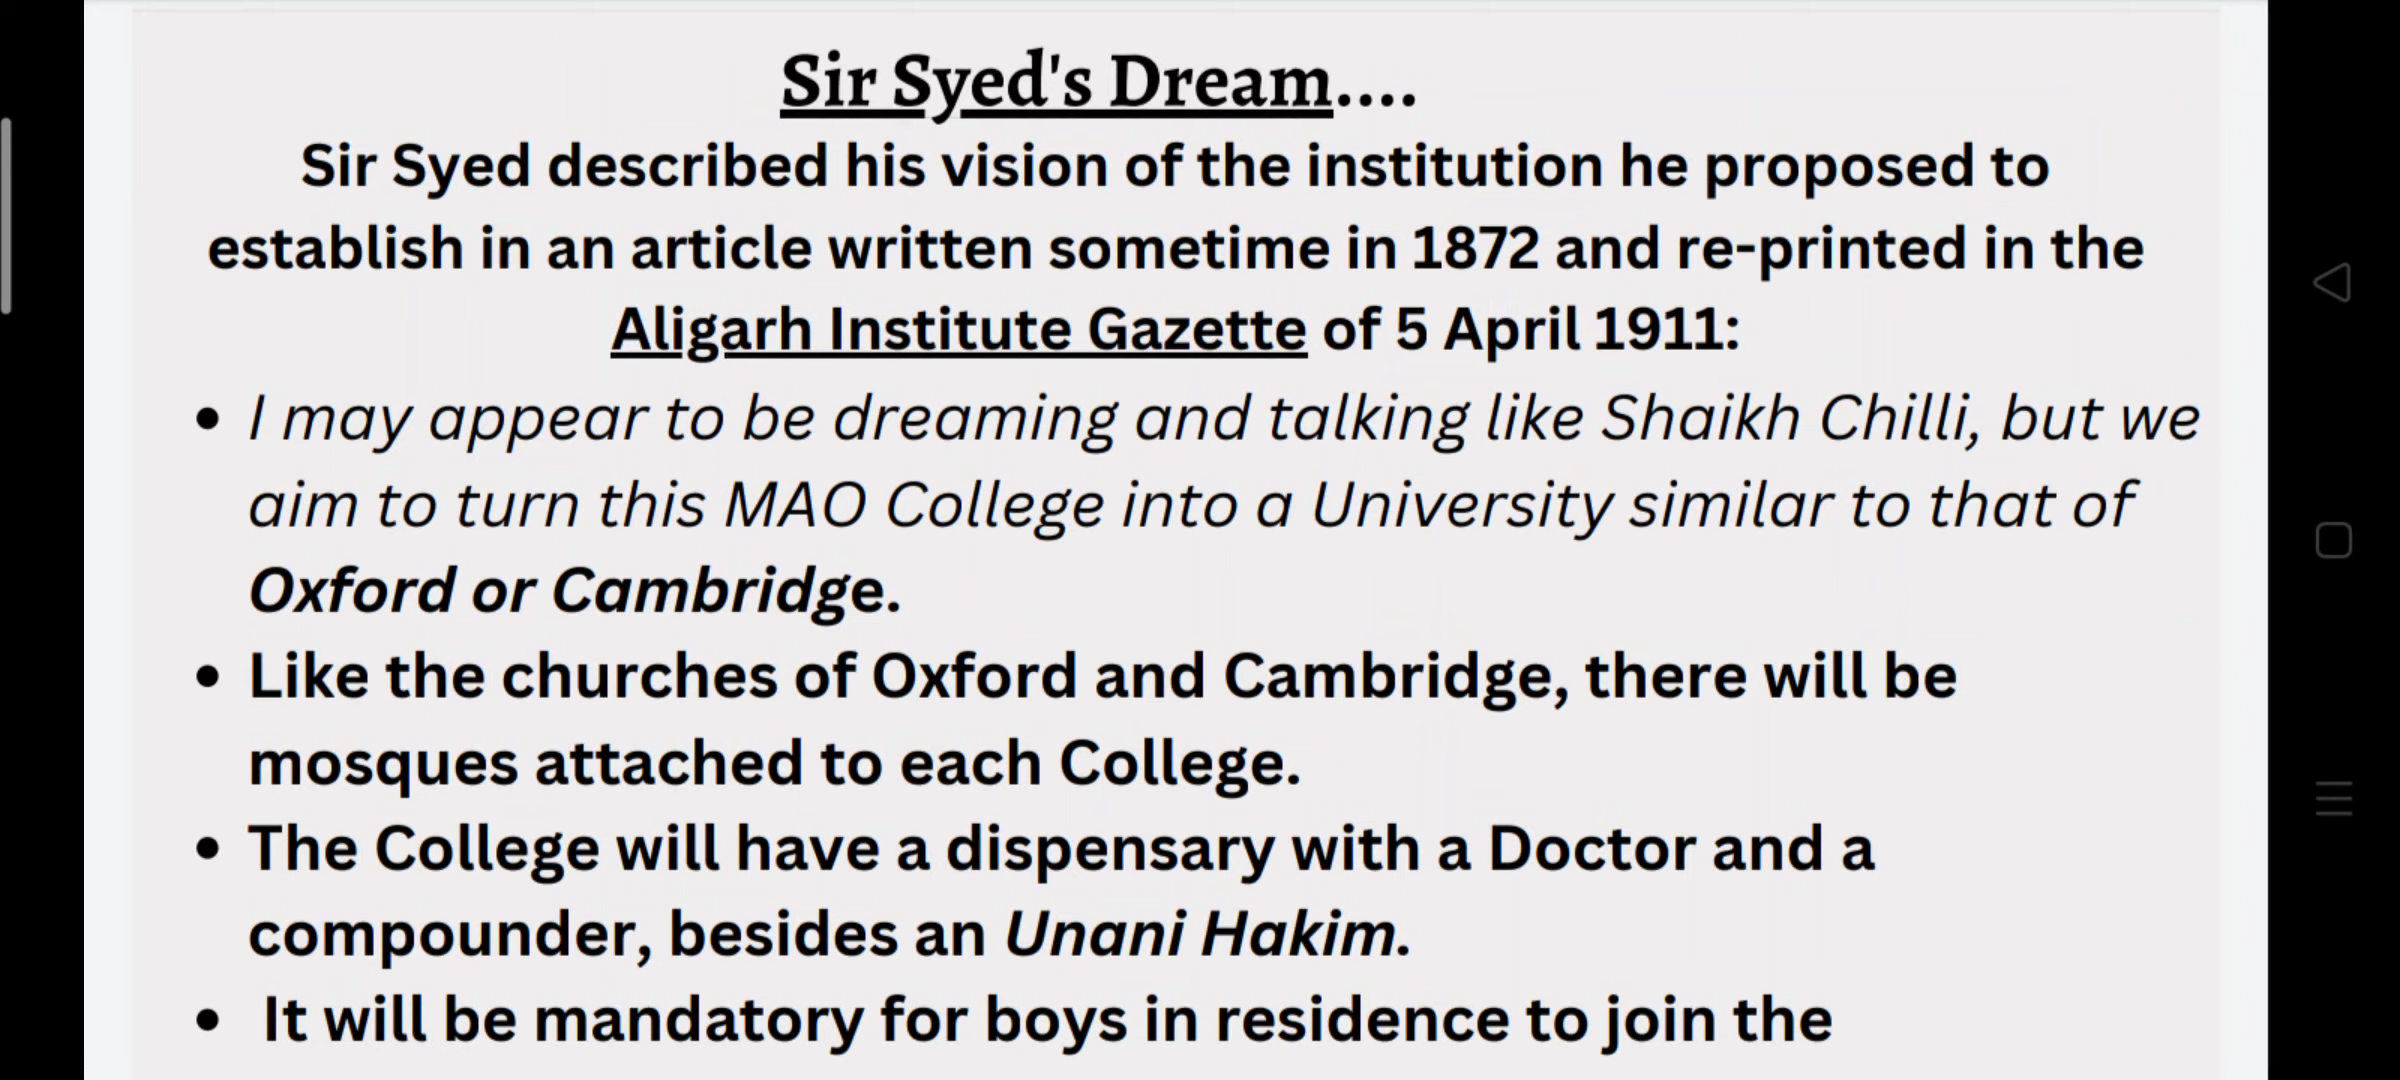 Sir Syed's Dream....
Sir Syed described his vision of the institution he proposed to
establish in an article written sometime in 1872 and re-printed in the
Aligarh Institute Gazette of 5 April 1911:
• I may appear to be dreaming and talking like Shaikh Chilli, but we
aim to turn this MAO College into a University similar to that of
Oxford or Cambridge.
• Like the churches of Oxford and Cambridge, there will be
mosques attached to each College.
• The College will have a dispensary with a Doctor and a
compounder, besides an Unani Hakim.
• It will be mandatory for boys in residence to join the